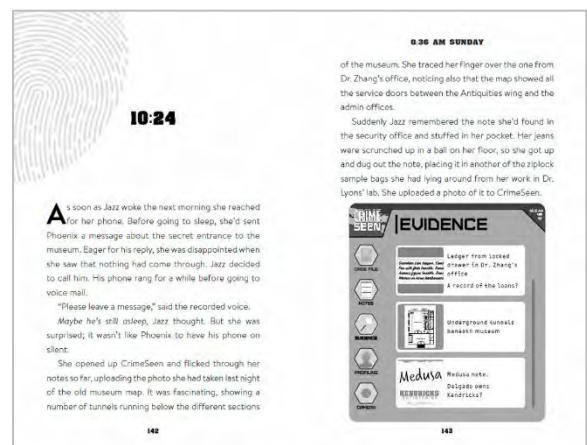 10:24
As soon as Jazz woke the next morning she reached
for her phone. Before going to sleep, she'd sent
Phoenix a message about the secret entrance to the
museum. Eager for his reply, she was disappointed when
she saw that nothing had come through. Jazz decided
to call him. His phone rang for a while before going to
voice mail.
"Please leave a message," said the recorded voice.
Maybe he's still asleep, Jazz thought. But she was
surprised; it wasn't like Phoenix to have his phone on
silent.
She opened up CrimeSeen and flicked through her
notes so far, uploading the photo she had taken last night
of the old museum map. It was fascinating, showing a
number of tunnels running below the different sections
142
8:36 AM SUNDAY
of the museum. She traced her finger over the one from
Dr. Zhang's office, noticing also that the map showed all
the service doors between the Antiquities wing and the
admin offices.
Suddenly Jazz remembered the note she'd found in
the security office and stuffed in her pocket. Her jeans
were scrunched up in a ball on her floor, so she got up
and dug out the note, placing it in another of the ziplock
sample bags she had lying around from her work in Dr.
Lyons' lab. She uploaded a photo of it to CrimeSeen.
CRIME
SEEN
EVIDENCE
CASE FILE
NOTES
EVIDENCE
PROFILING
CAMERA
Ledger from locked
drawer in Dr. Zhang's
office
A record of the loans?
Underground tunnels
beneath museum
Medusa
KENDRICKS
Medusa note.
Delgado owns
Kendricks?
143